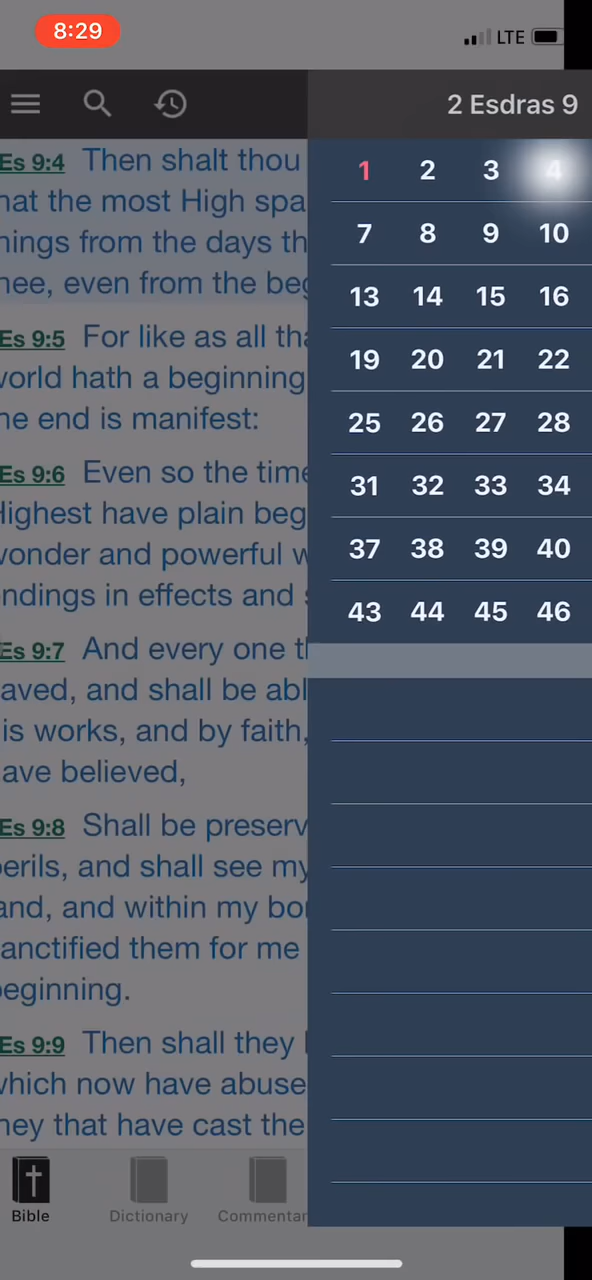 8:29
LTE
2 Esdras 9
Es 9:4 Then shalt thou
hat the most High spa
hings from the days th
hee, even from the beg
Es 9:5 For like as all tha
world hath a beginning
he end is manifest:
Es 9:6 Even so the time
Highest have plain beg
wonder and powerful w
endings in effects and s
Es 9:7 And every one th
aved, and shall be abl
is works, and by faith,
ave believed,
Es 9:8 Shall be preserv
perils, and shall see my
and, and within my bor
anctified them for me
beginning.
Es 9:9 Then shall they
which now have abuse
hey that have cast the
1 2 3 4
7 8 9 10
13 14 15 16
19 20 21 22
25 26 27 28
31 32 33 34
37 38 39 40
43 44 45 46
Bible
Dictionary
Commentar